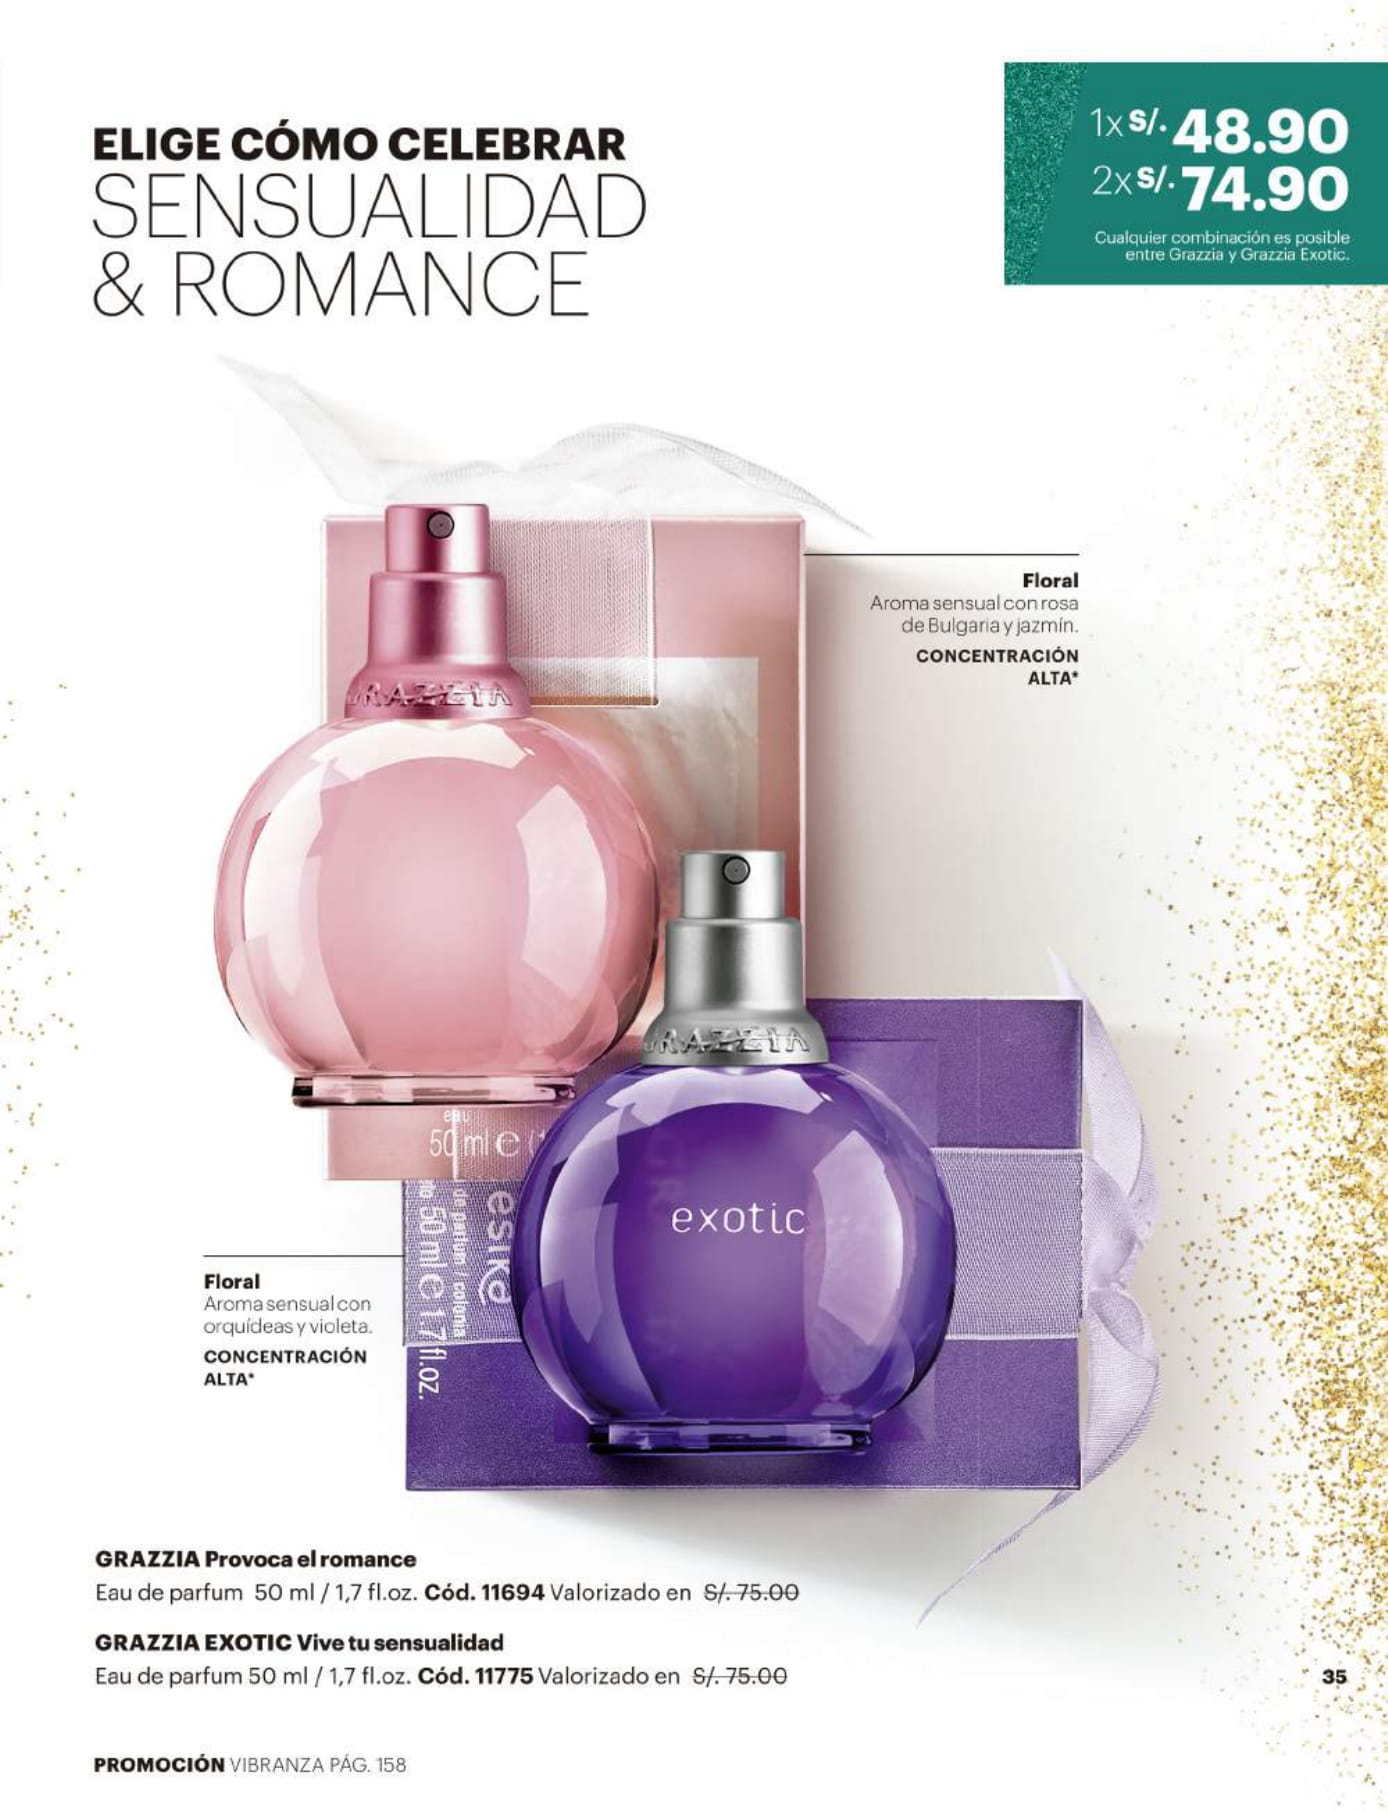 ELIGE CÓMO CELEBRAR
SENSUALIDAD
& ROMANCE
1x S/. 48.90
2x S/. 74.90
Cualquier combinación es posible
entre Grazzia y Grazzia Exotic.
Floral
Aroma sensual con rosa
de Bulgaria y jazmín.
CONCENTRACIÓN
ALTA*
GRAZZIA
GRAZZIA
eau
50 ml e
exotic
esika
de parfum / colonia
50 ml e 1.7 fl.oz.
Floral
Aroma sensual con
orquídeas y violeta.
CONCENTRACIÓN
ALTA*
GRAZZIA Provoca el romance
Eau de parfum 50 ml / 1,7 fl.oz. Cód. 11694 Valorizado en S/. 75.00
GRAZZIA EXOTIC Vive tu sensualidad
Eau de parfum 50 ml / 1,7 fl.oz. Cód. 11775 Valorizado en S/. 75.00
35
PROMOCIÓN VIBRANZA PÁG. 158